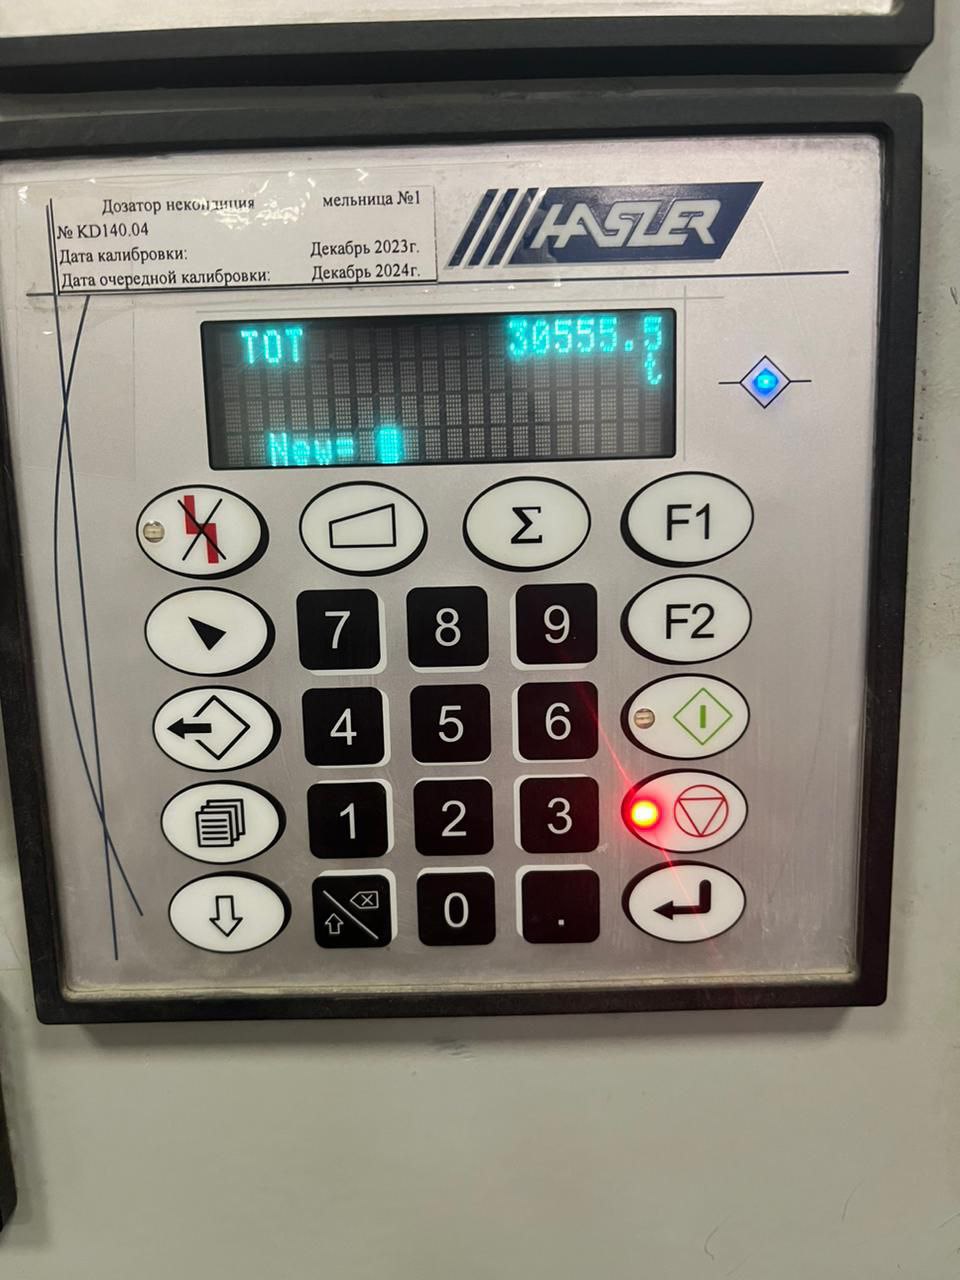 Дозатор некондиция мельница №1
№ KD140.04
Дата калибровки: Декабрь 2023г.
Дата очередной калибровки: Декабрь 2024г.
HASLER
TOT 30555.5
t
New=
Σ F1
7 8 9 F2
4 5 6
1 2 3
0 .